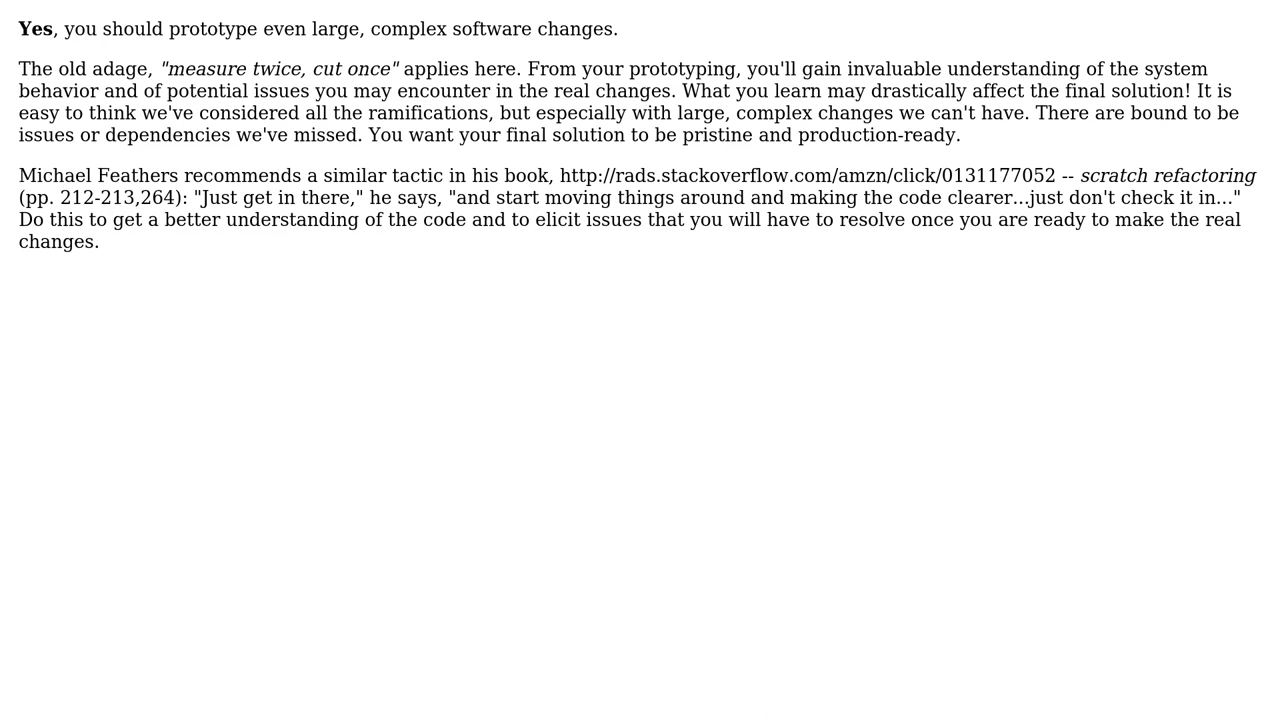 Yes, you should prototype even large, complex software changes.
The old adage, "measure twice, cut once" applies here. From your prototyping, you'll gain invaluable understanding of the system
behavior and of potential issues you may encounter in the real changes. What you learn may drastically affect the final solution! It is
easy to think we've considered all the ramifications, but especially with large, complex changes we can't have. There are bound to be
issues or dependencies we've missed. You want your final solution to be pristine and production-ready.
Michael Feathers recommends a similar tactic in his book, http://rads.stackoverflow.com/amzn/click/0131177052 -- scratch refactoring
(pp. 212-213,264): "Just get in there," he says, "and start moving things around and making the code clearer...just don't check it in..."
Do this to get a better understanding of the code and to elicit issues that you will have to resolve once you are ready to make the real
changes.